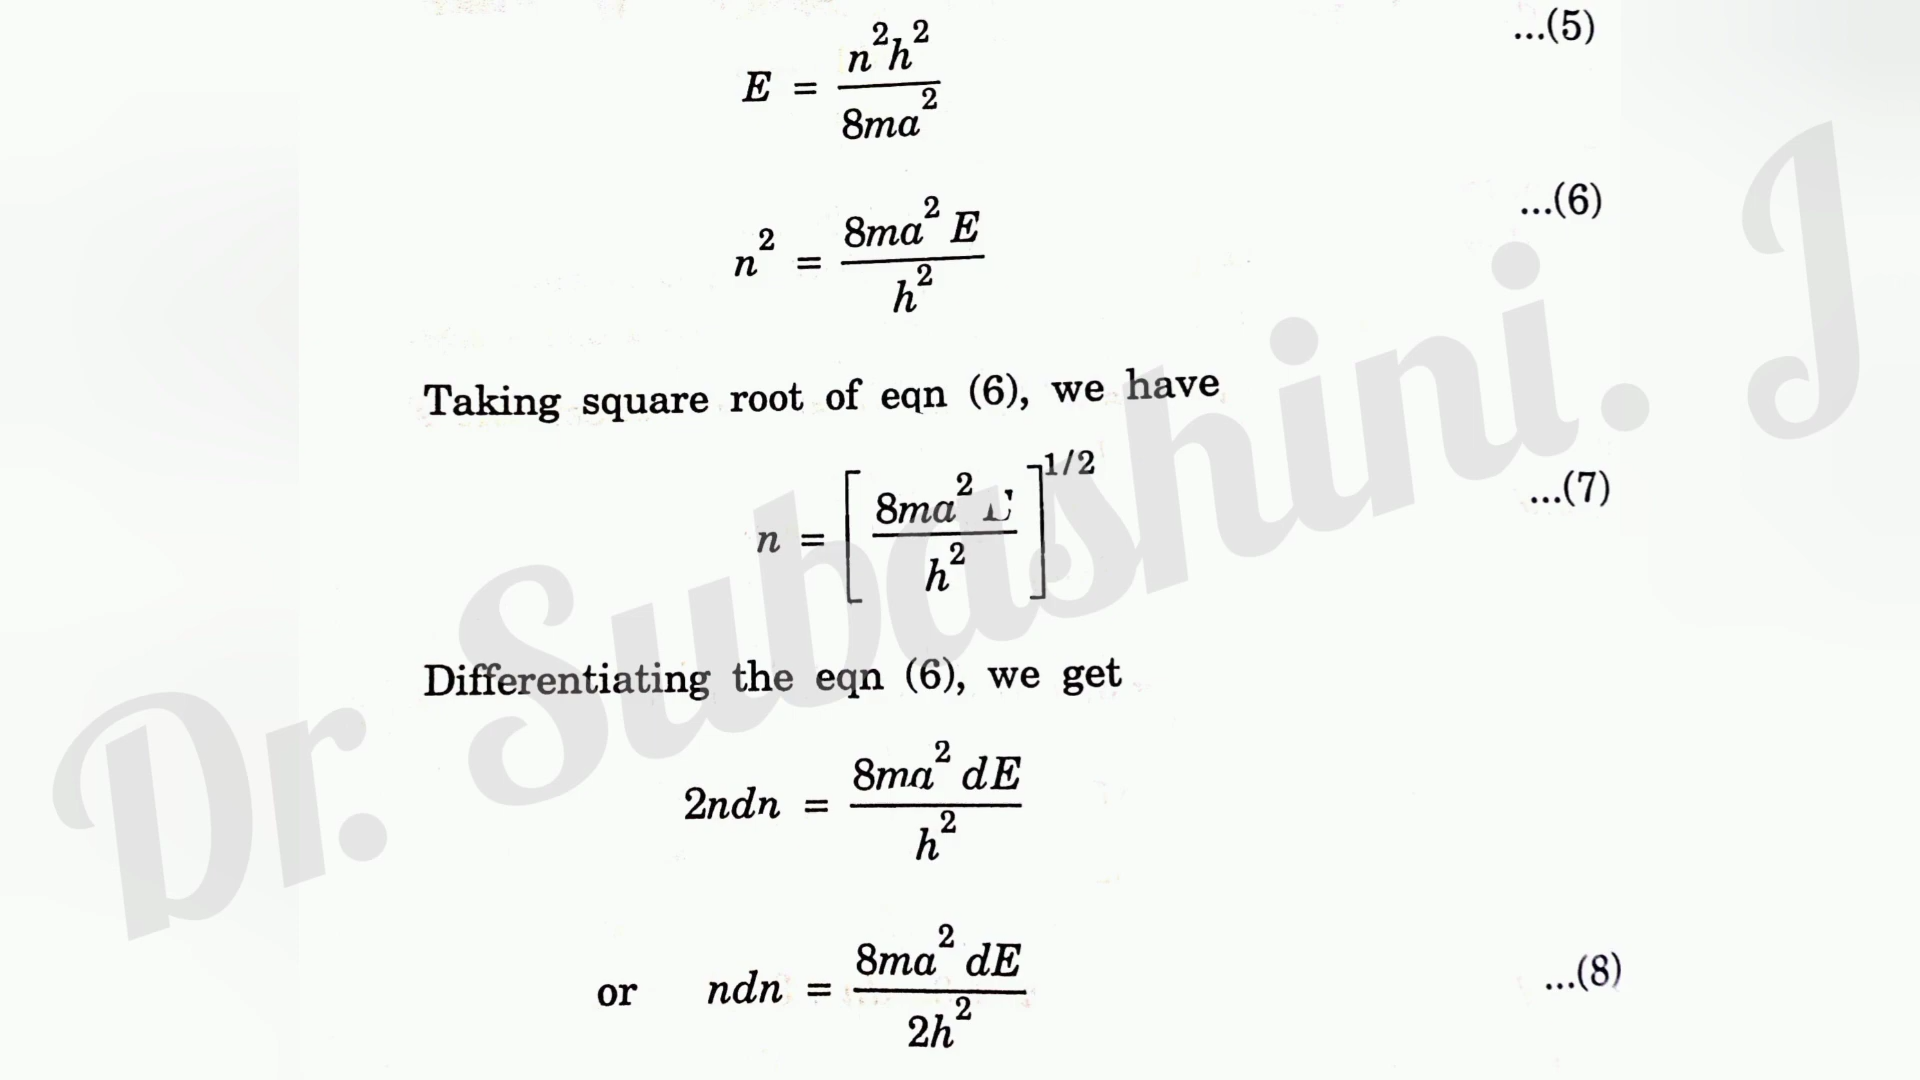 E = n²h² / 8ma² ...(5)
n² = 8ma² E / h² ...(6)
Taking square root of eqn (6), we have
n = [ 8ma² E / h² ]^1/2 ...(7)
Differentiating the eqn (6), we get
2ndn = 8ma² dE / h²
or ndn = 8ma² dE / 2h² ...(8)
Dr. Subashini. J